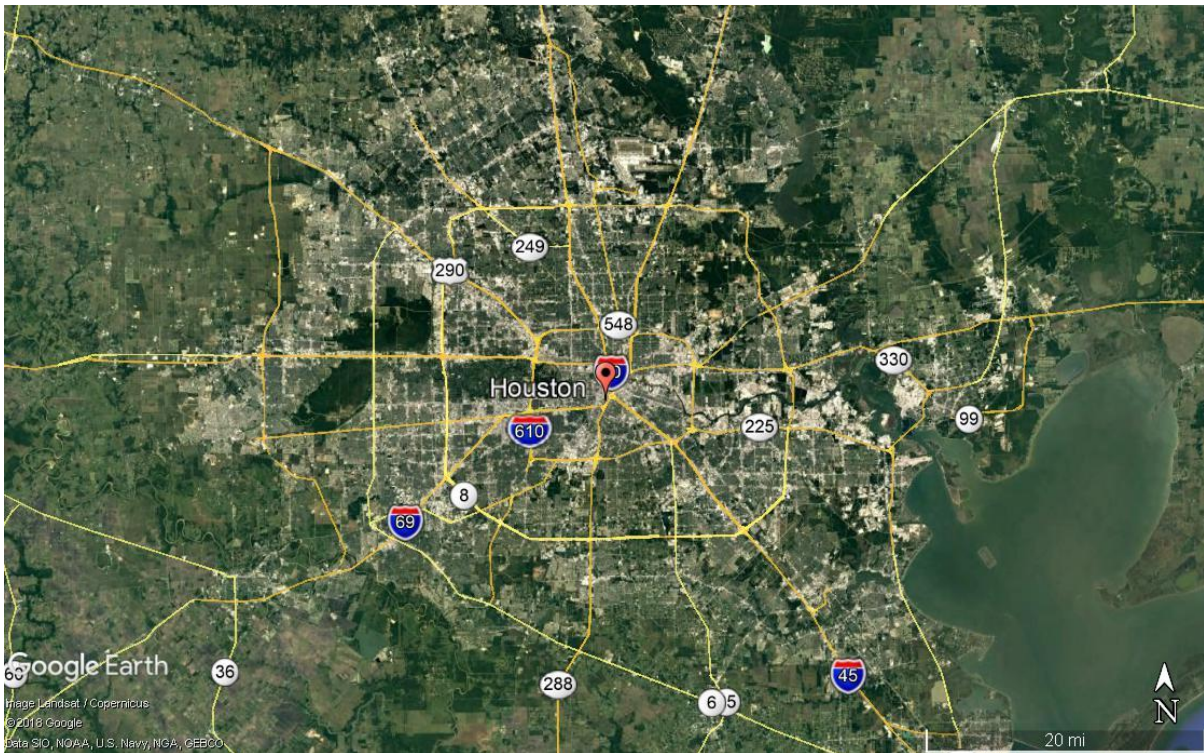 249
290
548
330
Houston
99
610
225
8
69
Google Earth
36
288
45
6
Image Landsat / Copernicus
©2018 Google
Data SIO, NOAA, U.S. Navy, NGA, GEBCO
N
20 mi